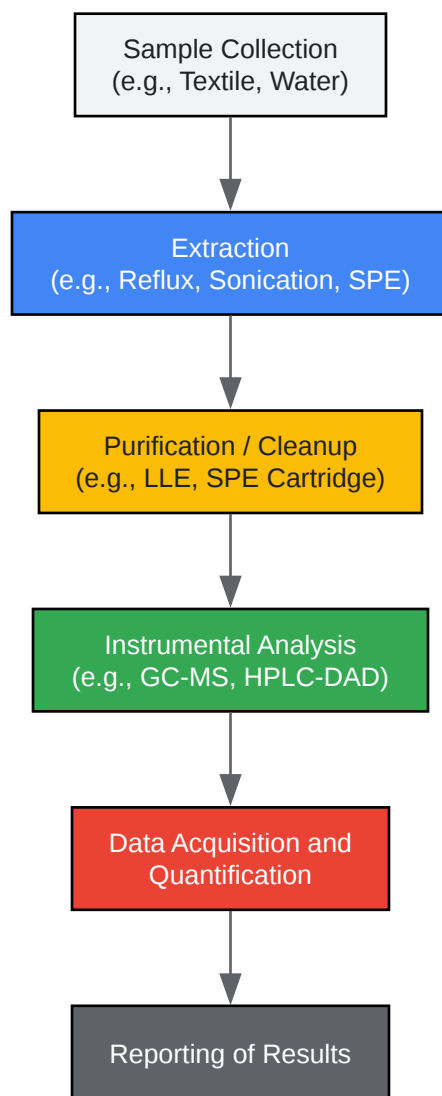 Sample Collection
(e.g., Textile, Water)
Extraction
(e.g., Reflux, Sonication, SPE)
Purification / Cleanup
(e.g., LLE, SPE Cartridge)
Instrumental Analysis
(e.g., GC-MS, HPLC-DAD)
Data Acquisition and
Quantification
Reporting of Results